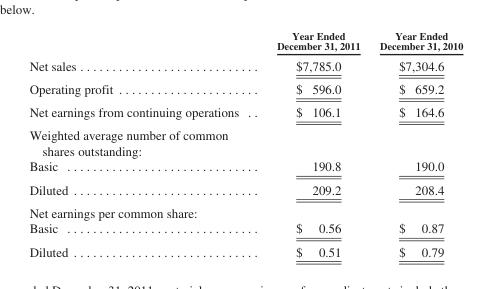 below.
Year Ended Year Ended
December 31, 2011 December 31, 2010
Net sales . . . . . . . . . . . . . . . . . . . . . . . . . . . . $7,785.0 $7,304.6
Operating profit . . . . . . . . . . . . . . . . . . . . . . $ 596.0 $ 659.2
Net earnings from continuing operations . . $ 106.1 $ 164.6
Weighted average number of common
shares outstanding:
Basic . . . . . . . . . . . . . . . . . . . . . . . . . . . . . . 190.8 190.0
Diluted . . . . . . . . . . . . . . . . . . . . . . . . . . . . . 209.2 208.4
Net earnings per common share:
Basic . . . . . . . . . . . . . . . . . . . . . . . . . . . . . . $ 0.56 $ 0.87
Diluted . . . . . . . . . . . . . . . . . . . . . . . . . . . . . $ 0.51 $ 0.79